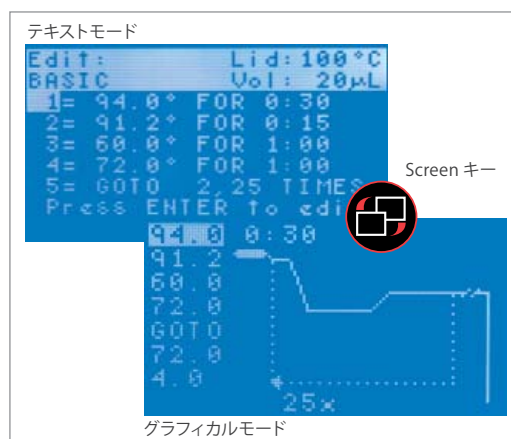 テキストモード
Edit: Lid:100°C
BASIC Vol: 20µL
1= 94.0° FOR 0:30
2= 91.2° FOR 0:15
3= 60.0° FOR 1:00
4= 72.0° FOR 1:00
5= GOTO 2,25 TIMES
Press ENTER to edi
Screen キー
94.0 0:30
91.2
60.0
72.0
GOTO
72.0
4.0
25x
グラフィカルモード